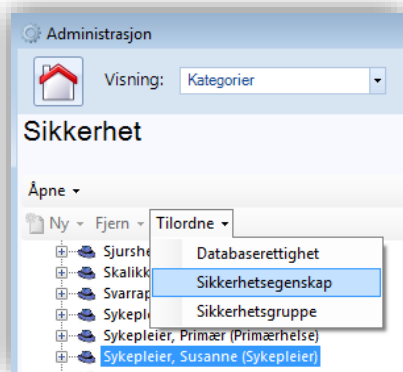 Administrasjon
Visning: Kategorier
Sikkerhet
Åpne
Ny Fjern Tilordne
Databaserettighet
Sikkerhetsegenskap
Sikkerhetsgruppe
Sykepleier, Primær (Primærhelse)
Sykepleier, Susanne (Sykepleier)